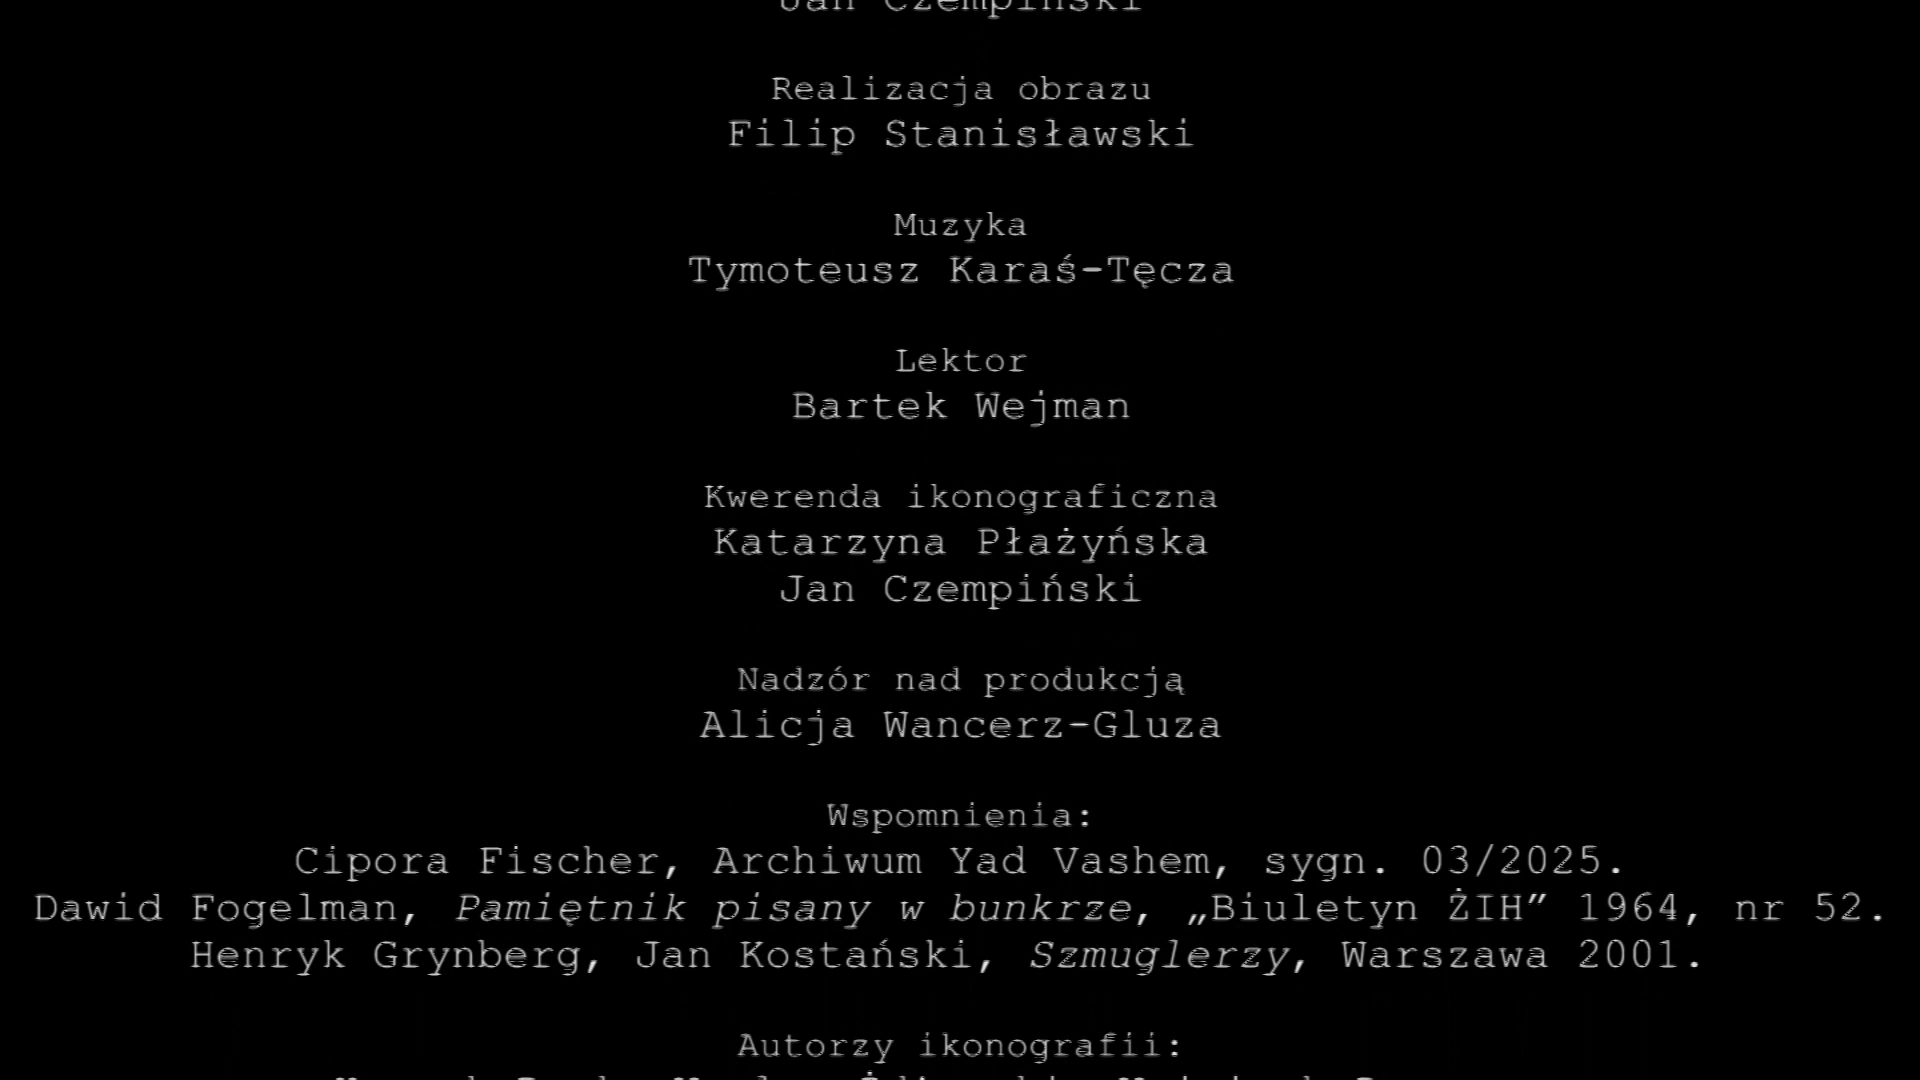 Jan Czempiński
Realizacja obrazu
Filip Stanisławski
Muzyka
Tymoteusz Karaś-Tęcza
Lektor
Bartek Wejman
Kwerenda ikonograficzna
Katarzyna Płażyńska
Jan Czempiński
Nadzór nad produkcją
Alicja Wancerz-Gluza
Wspomnienia:
Cipora Fischer, Archiwum Yad Vashem, sygn. 03/2025.
Dawid Fogelman, Pamiętnik pisany w bunkrze, „Biuletyn ŻIH” 1964, nr 52.
Henryk Grynberg, Jan Kostański, Szmuglerzy, Warszawa 2001.
Autorzy ikonografii: